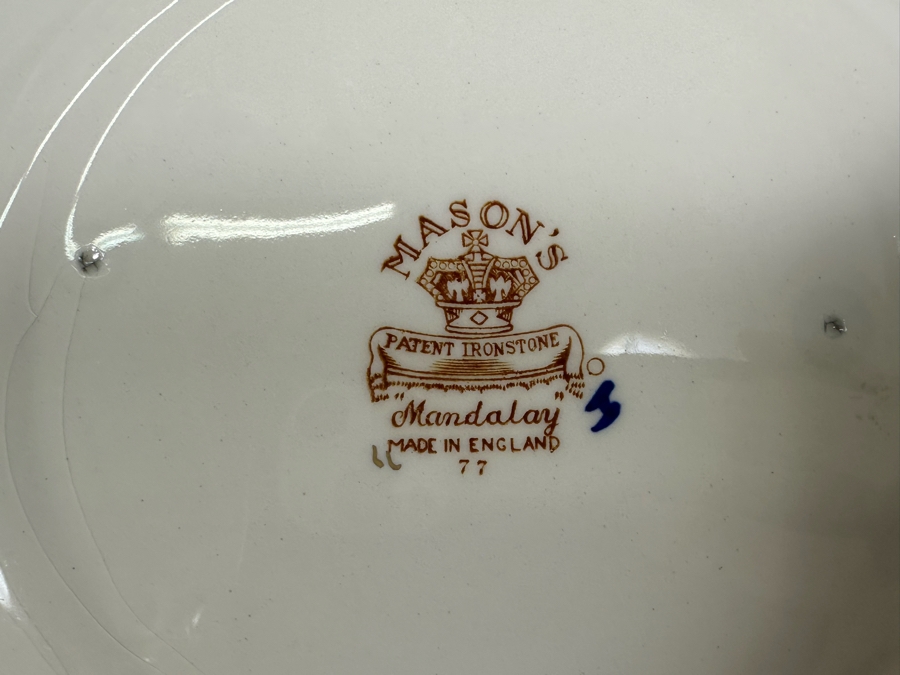 MASON'S
PATENT IRONSTONE
"Mandalay"
MADE IN ENGLAND
77